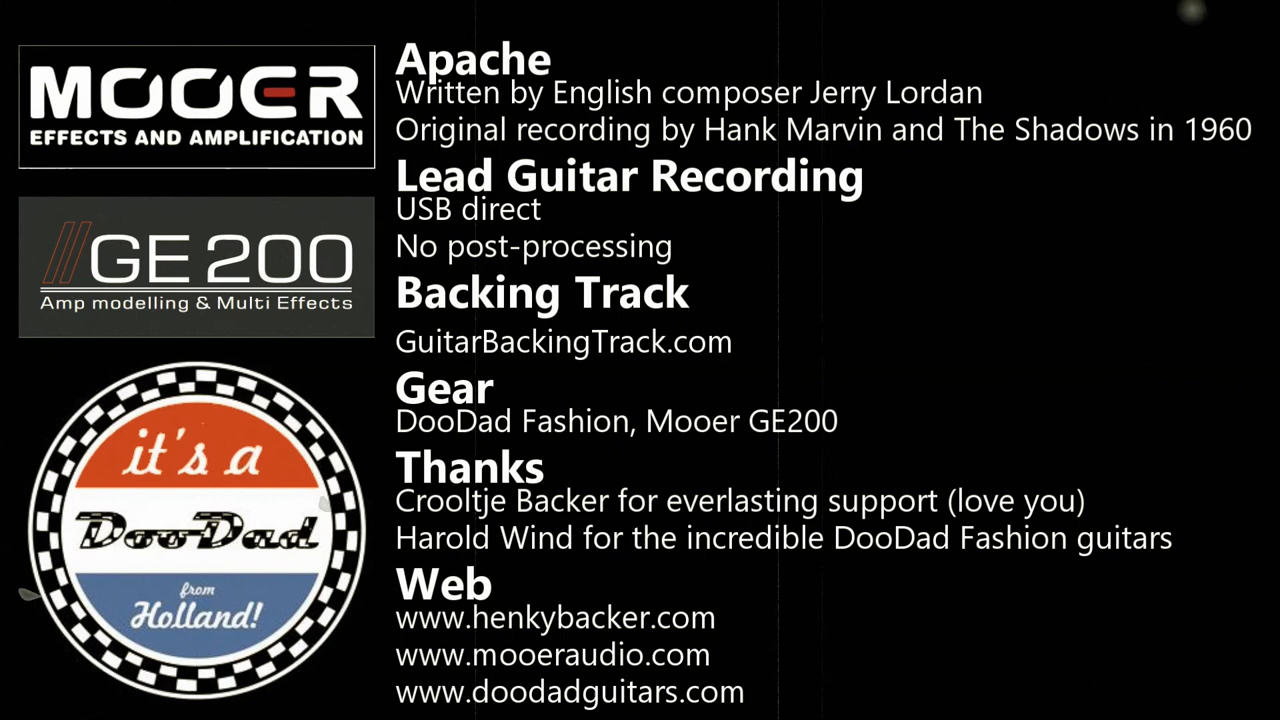 MOOER
EFFECTS AND AMPLIFICATION
GE 200
Amp modelling & Multi Effects
it's a
DooDad
from
Holland!
Apache
Written by English composer Jerry Lordan
Original recording by Hank Marvin and The Shadows in 1960
Lead Guitar Recording
USB direct
No post-processing
Backing Track
GuitarBackingTrack.com
Gear
DooDad Fashion, Mooer GE200
Thanks
Crooltje Backer for everlasting support (love you)
Harold Wind for the incredible DooDad Fashion guitars
Web
www.henkybacker.com
www.mooeraudio.com
www.doodadguitars.com